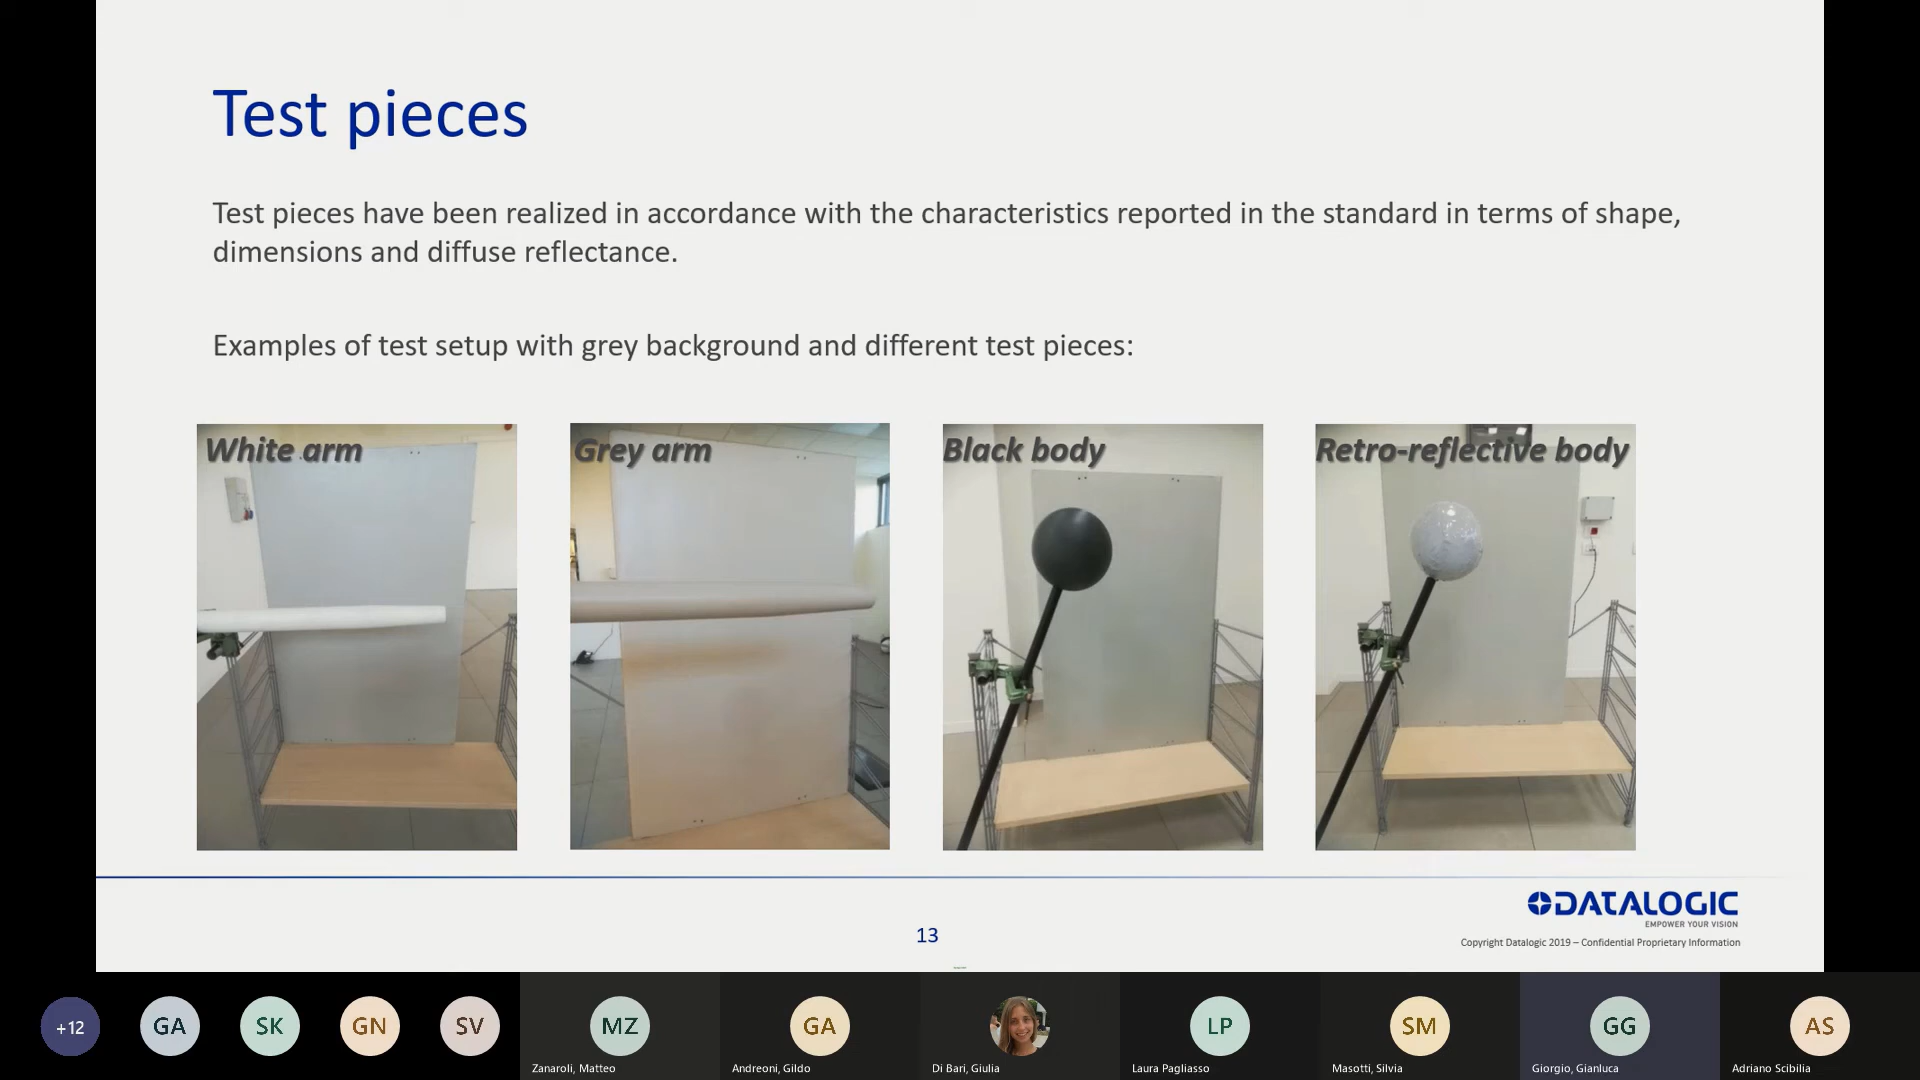 Test pieces
Test pieces have been realized in accordance with the characteristics reported in the standard in terms of shape,
dimensions and diffuse reflectance.
Examples of test setup with grey background and different test pieces:
White arm
Grey arm
Black body
Retro-reflective body
DATALOGIC
EMPOWER YOUR VISION
13
Copyright Datalogic 2019 – Confidential Proprietary Information
+12
GA
SK
GN
SV
MZ
GA
LP
SM
GG
AS
Zanaroli, Matteo
Andreoni, Gildo
Di Bari, Giulia
Laura Pagliasso
Masotti, Silvia
Giorgio, Gianluca
Adriano Scibilia